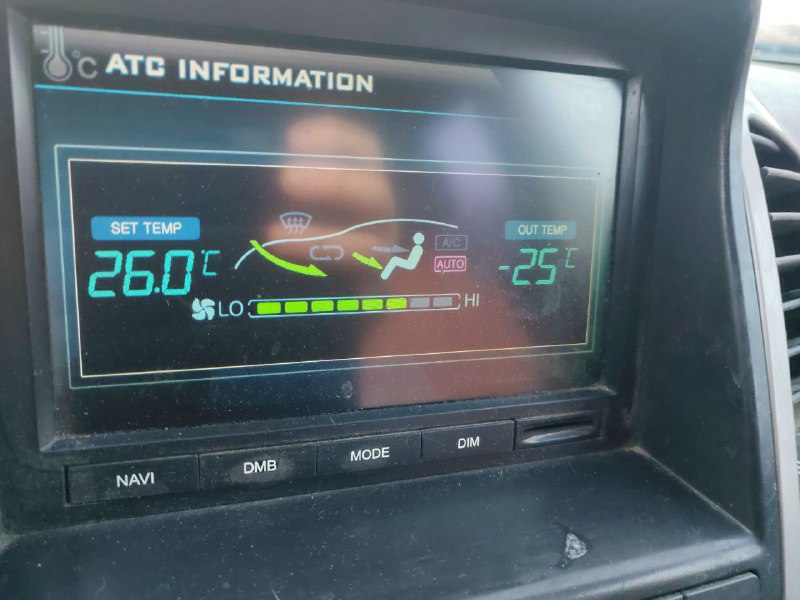 °C ATC INFORMATION
SET TEMP
OUT TEMP
26.0°C
A/C
AUTO
-25°C
LO
HI
NAVI
DMB
MODE
DIM